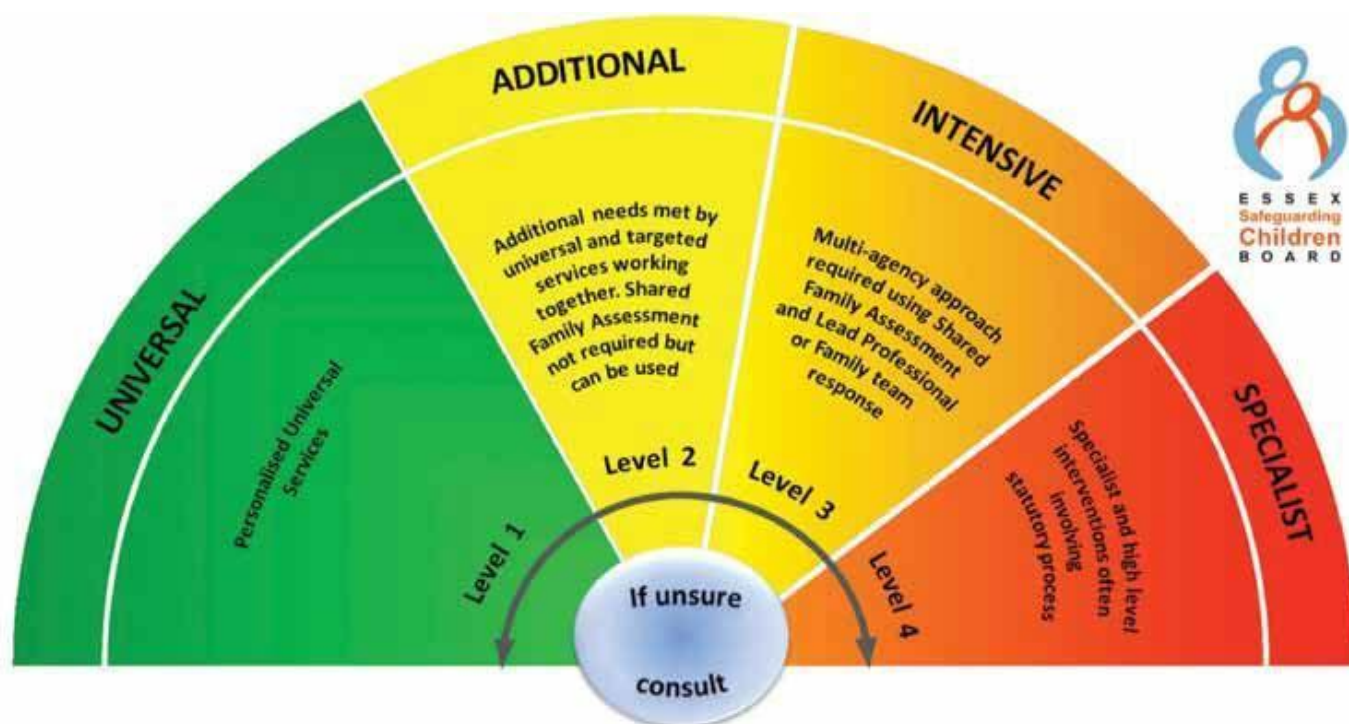 UNIVERSAL
Personalised Universal
Services
Level 1
ADDITIONAL
Additional needs met by
universal and targeted
services working
together. Shared
Family Assessment
not required but
can be used
Level 2
INTENSIVE
Multi-agency approach
required using Shared
Family Assessment
and Lead Professional
or Family team
response
Level 3
SPECIALIST
Specialist and high level
interventions often
involving
statutory process
Level 4
If unsure
consult
ESSEX
Safeguarding
Children
BOARD